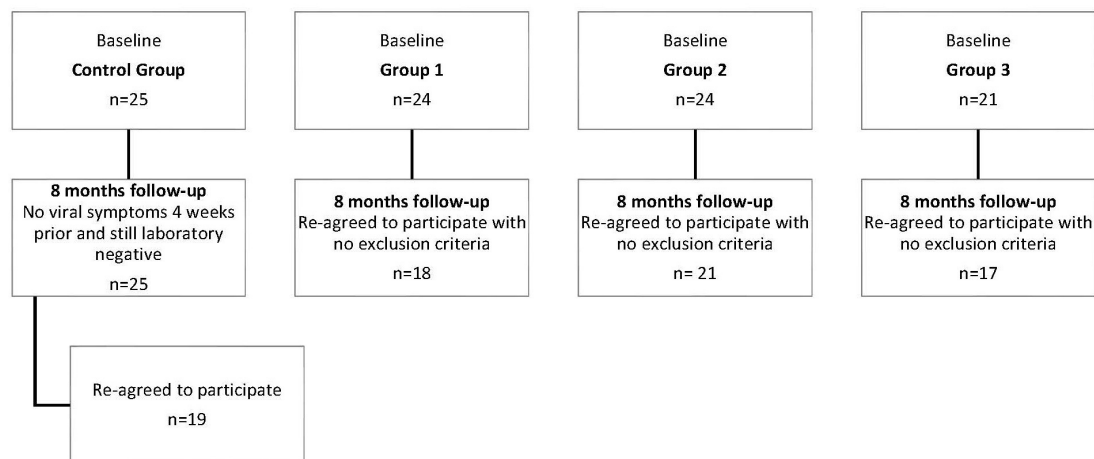 Baseline
Control Group
n=25
Baseline
Group 1
n=24
Baseline
Group 2
n=24
Baseline
Group 3
n=21
8 months follow-up
No viral symptoms 4 weeks
prior and still laboratory
negative
n=25
8 months follow-up
Re-agreed to participate with
no exclusion criteria
n=18
8 months follow-up
Re-agreed to participate with
no exclusion criteria
n= 21
8 months follow-up
Re-agreed to participate with
no exclusion criteria
n=17
Re-agreed to participate
n=19